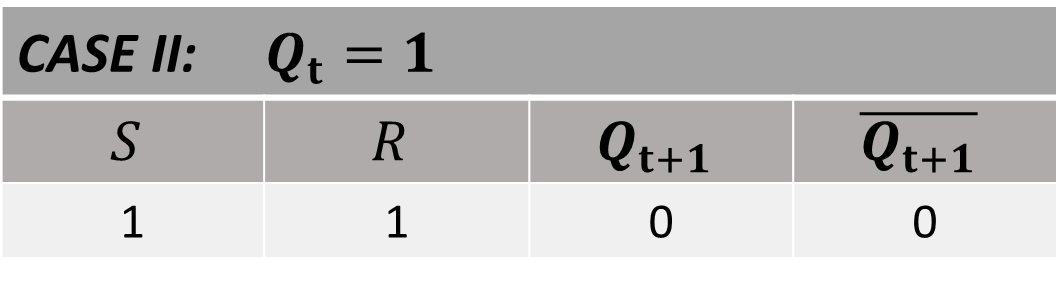 CASE II: Qₜ = 1
S R Qₜ₊₁ Q̅ₜ₊₁
1 1 0 0